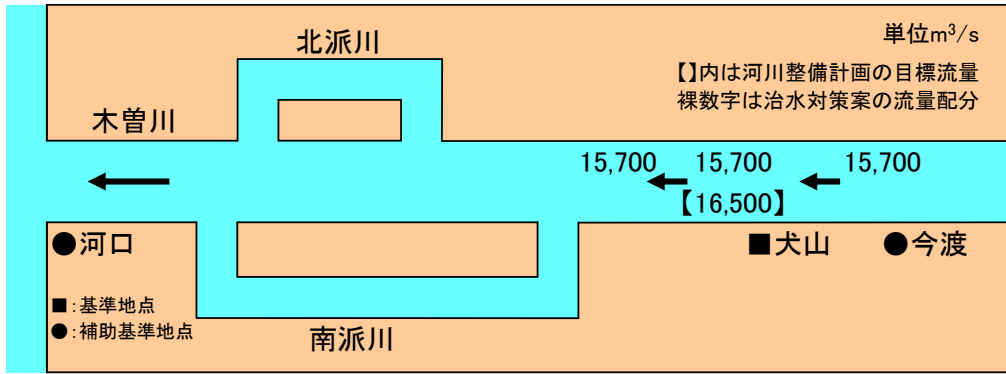 北派川
単位m³/s
【】内は河川整備計画の目標流量
裸数字は治水対策案の流量配分
木曽川
15,700 15,700 15,700
【16,500】
●河口 ■犬山 ●今渡
■:基準地点
●:補助基準地点
南派川